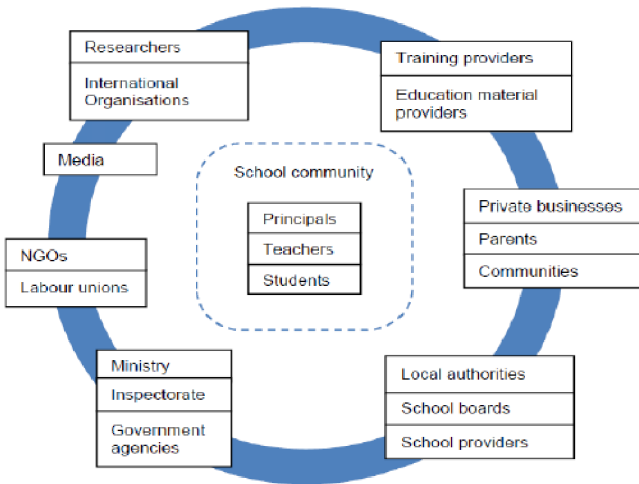 Researchers
International
Organisations
Training providers
Education material
providers
Media
School community
Principals
Teachers
Students
Private businesses
Parents
Communities
NGOs
Labour unions
Ministry
Inspectorate
Government
agencies
Local authorities
School boards
School providers